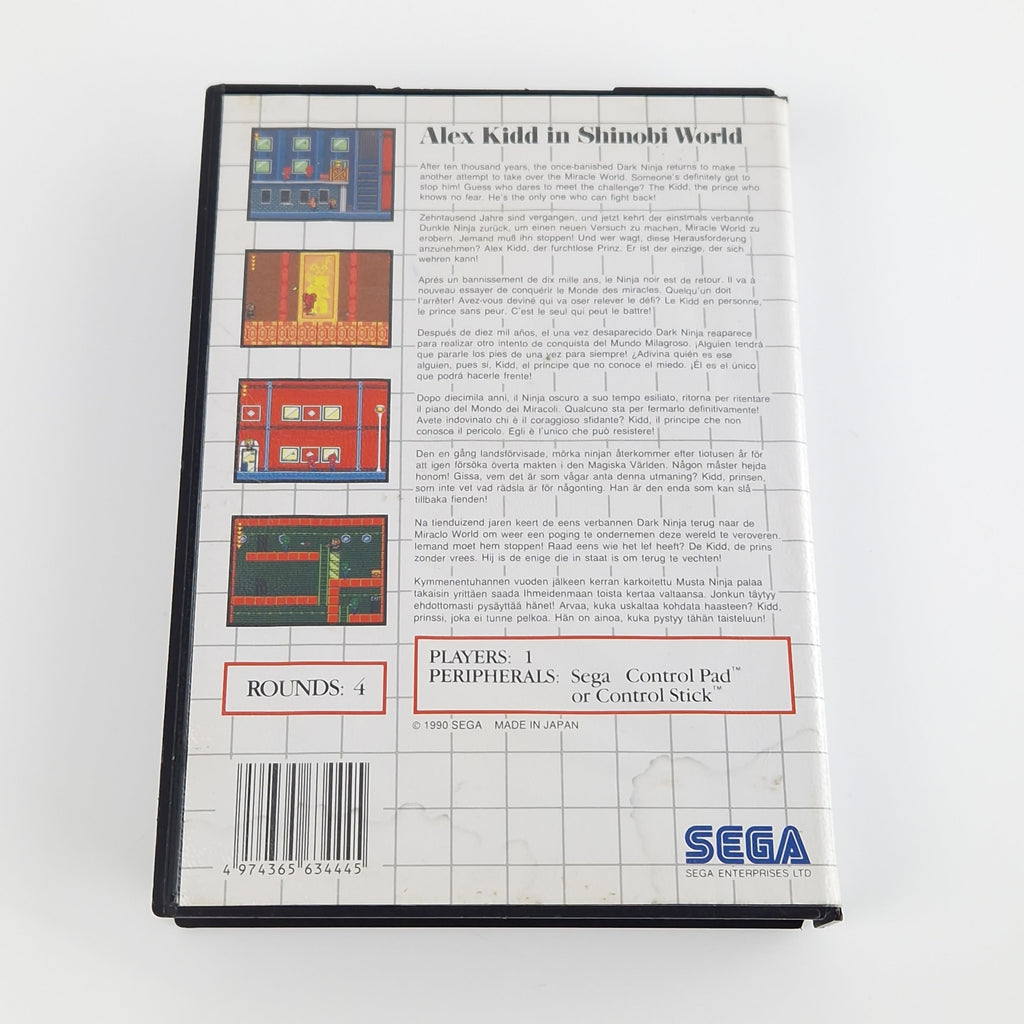 Alex Kidd in Shinobi World
After ten thousand years, the once-banished Dark Ninja returns to make
another attempt to take over the Miracle World. Someone's definitely got to
stop him! Guess who dares to meet the challenge? The Kidd, the prince who
knows no fear. He's the only one who can fight back!
Zehntausend Jahre sind vergangen, und jetzt kehrt der einstmals verbannte
Dunkle Ninja zurück, um einen neuen Versuch zu machen, Miracle World zu
erobern. Jemand muß ihn stoppen! Und wer wagt, diese Herausforderung
anzunehmen? Alex Kidd, der furchtlose Prinz. Er ist der einzige, der sich
wehren kann!
Aprés un bannissement de dix mille ans, le Ninja noir est de retour. Il va à
nouveau essayer de conquérir le Monde des miracles. Quelqu'un doit
l'arrêter! Avez-vous deviné qui va oser relever le défi? Le Kidd en personne,
le prince sans peur. C'est le seul qui peut le battre!
Después de diez mil años, el una vez desaparecido Dark Ninja reaparece
para realizar otro intento de conquista del Mundo Milagroso. ¡Alguien tendrá
que pararle los pies de una vez para siempre! ¿Adivina quién es ese
alguien, pues si, Kidd, el príncipe que no conoce el miedo. ¡Él es el único
que podrá hacerle frente!
Dopo diecimila anni, il Ninja oscuro a suo tempo esiliato, ritorna per ritentare
il piano del Mondo dei Miracoli. Qualcuno sta per fermarlo definitivamente!
Avete indovinato chi è il coraggioso sfidante? Kidd, il principe che non
conosca il pericolo. Egli è l'unico che può resistere!
Den en gång landsförvisade, mörka ninjan återkommer efter tiotusen år för
att igen försöka överta makten i den Magiska Världen. Någon måster hejda
honom! Gissa, vem det är som vågar anta denna utmaning? Kidd, prinsen,
som inte vet vad rädsla är för någonting. Han är den enda som kan slå
tillbaka fienden!
Na tienduizend jaren keert de eens verbannen Dark Ninja terug naar de
Miraclo World om weer een poging te ondernemen deze wereld te veroveren.
Iemand moet hem stoppen! Raad eens wie het lef heeft? De Kidd, de prins
zonder vrees. Hij is de enige die in staat is om terug te vechten!
Kymmenentuhannen vuoden jälkeen kerran karkoitettu Musta Ninja palaa
takaisin yrittäen saada Ihmeidenmaan toista kertaa valtaansa. Jonkun täytyy
ehdottomasti pysäyttää hänet! Arvaa, kuka uskaltaa kohdata haasteen? Kidd,
prinssi, joka ei tunne pelkoa. Hän on ainoa, kuka pystyy tähän taisteluun!
ROUNDS: 4
PLAYERS: 1
PERIPHERALS: Sega Control Pad™
or Control Stick™
© 1990 SEGA MADE IN JAPAN
4 974365 634445
SEGA
SEGA ENTERPRISES LTD